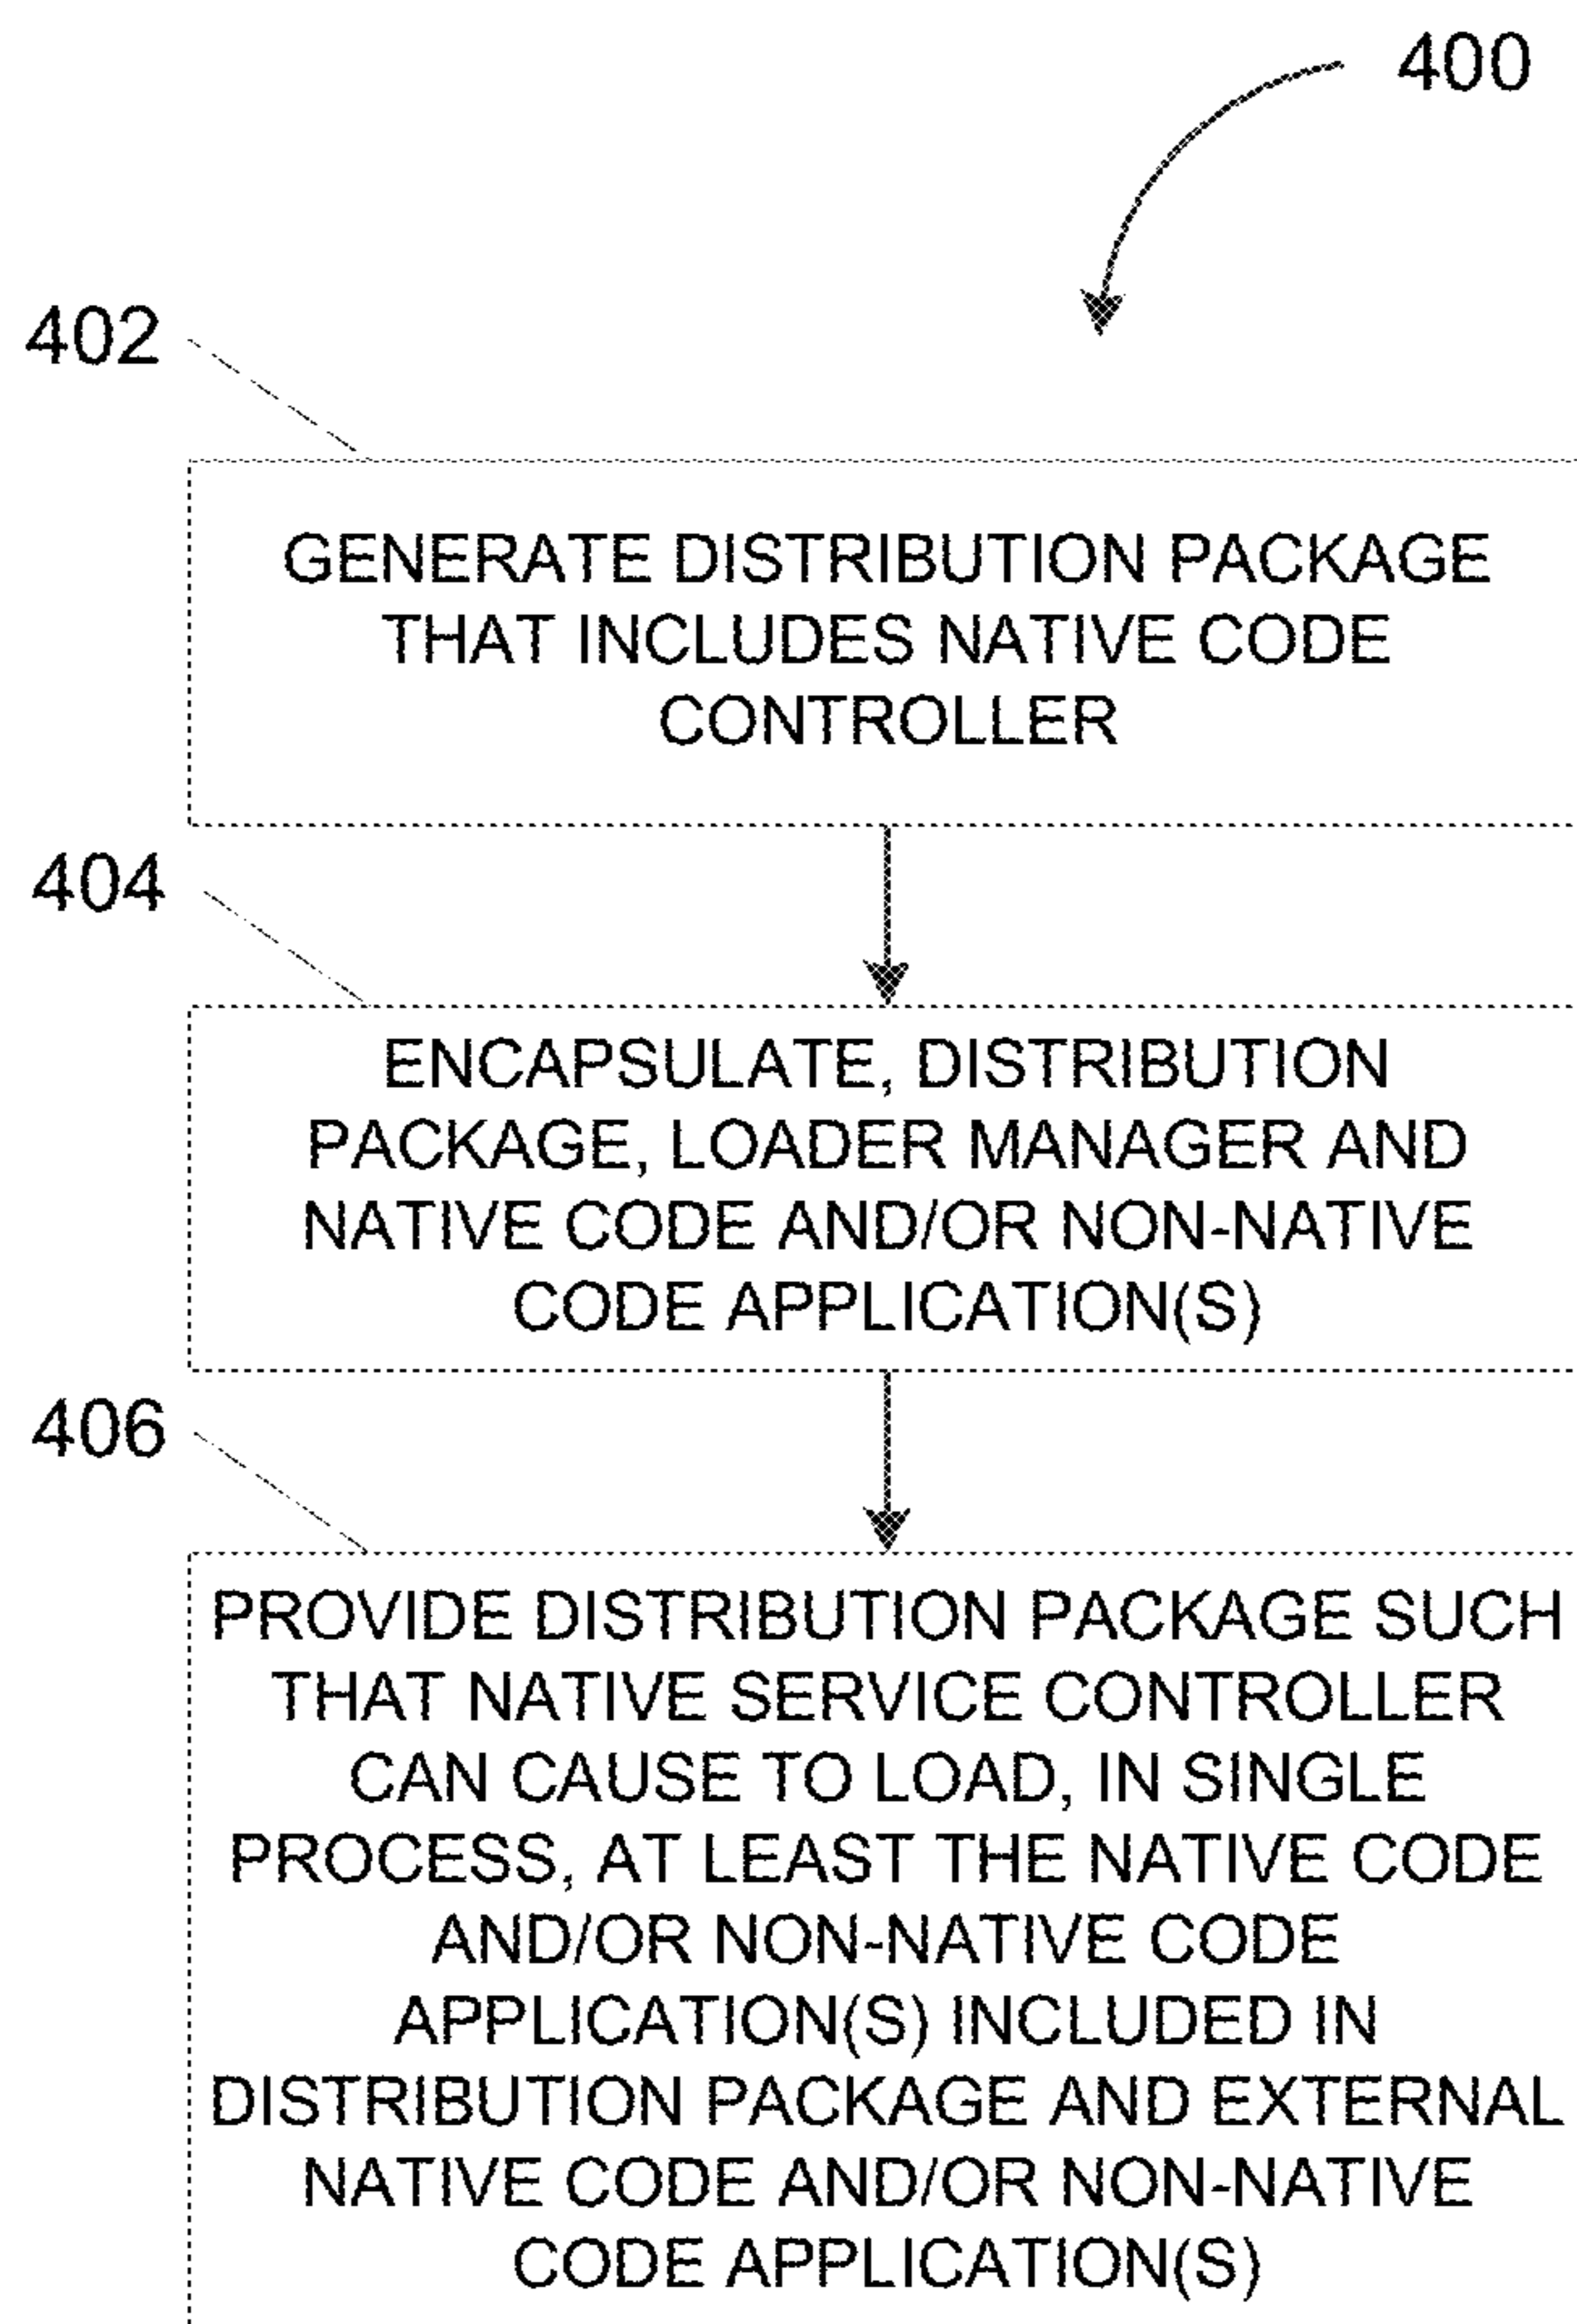 400
402
GENERATE DISTRIBUTION PACKAGE
THAT INCLUDES NATIVE CODE
CONTROLLER
404
ENCAPSULATE, DISTRIBUTION
PACKAGE, LOADER MANAGER AND
NATIVE CODE AND/OR NON-NATIVE
CODE APPLICATION(S)
406
PROVIDE DISTRIBUTION PACKAGE SUCH
THAT NATIVE SERVICE CONTROLLER
CAN CAUSE TO LOAD, IN SINGLE
PROCESS, AT LEAST THE NATIVE CODE
AND/OR NON-NATIVE CODE
APPLICATION(S) INCLUDED IN
DISTRIBUTION PACKAGE AND EXTERNAL
NATIVE CODE AND/OR NON-NATIVE
CODE APPLICATION(S)